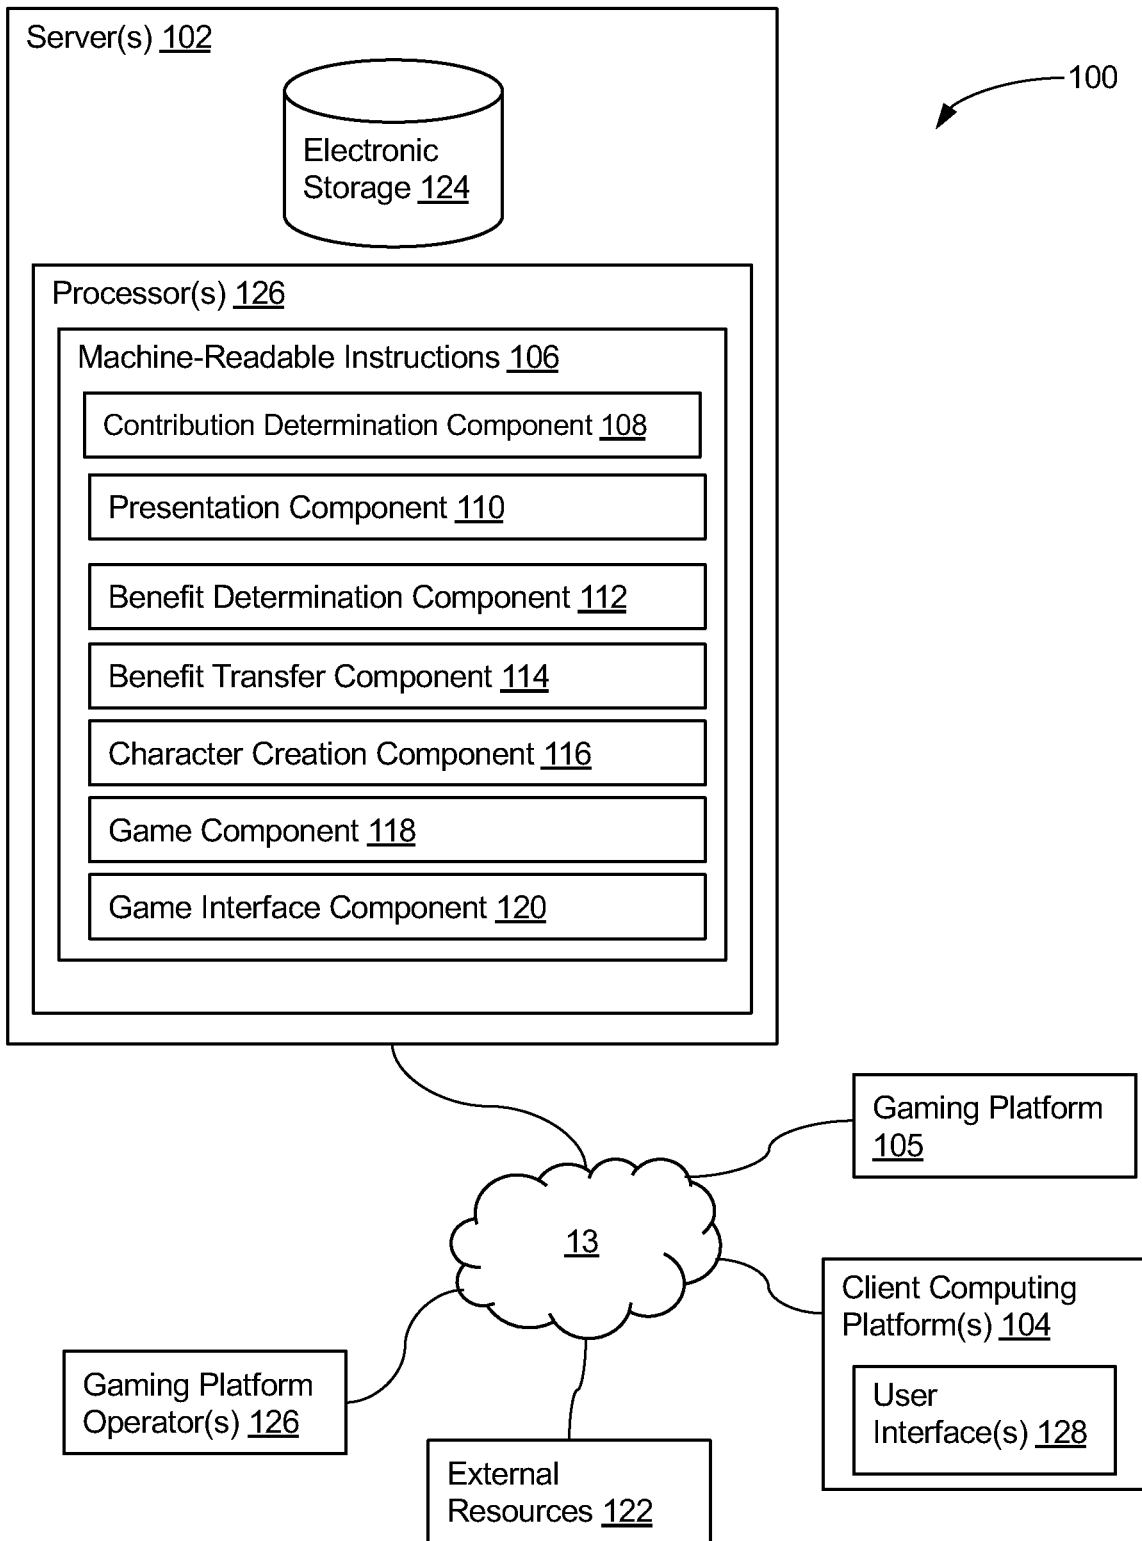 Server(s) 102
100
Electronic
Storage 124
Processor(s) 126
Machine-Readable Instructions 106
Contribution Determination Component 108
Presentation Component 110
Benefit Determination Component 112
Benefit Transfer Component 114
Character Creation Component 116
Game Component 118
Game Interface Component 120
Gaming Platform
105
13
Client Computing
Platform(s) 104
User
Interface(s) 128
Gaming Platform
Operator(s) 126
External
Resources 122